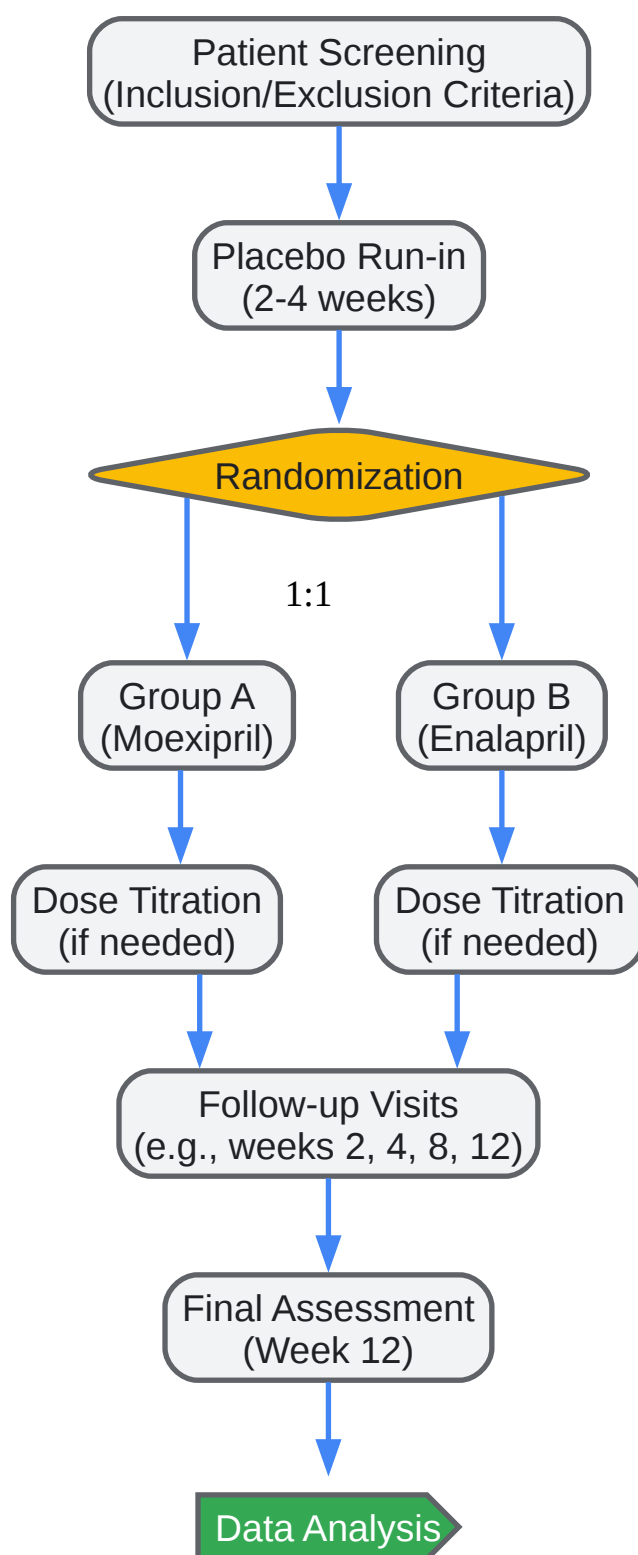 Patient Screening
(Inclusion/Exclusion Criteria)
Placebo Run-in
(2-4 weeks)
Randomization
1:1
Group A
(Moexipril)
Group B
(Enalapril)
Dose Titration
(if needed)
Dose Titration
(if needed)
Follow-up Visits
(e.g., weeks 2, 4, 8, 12)
Final Assessment
(Week 12)
Data Analysis